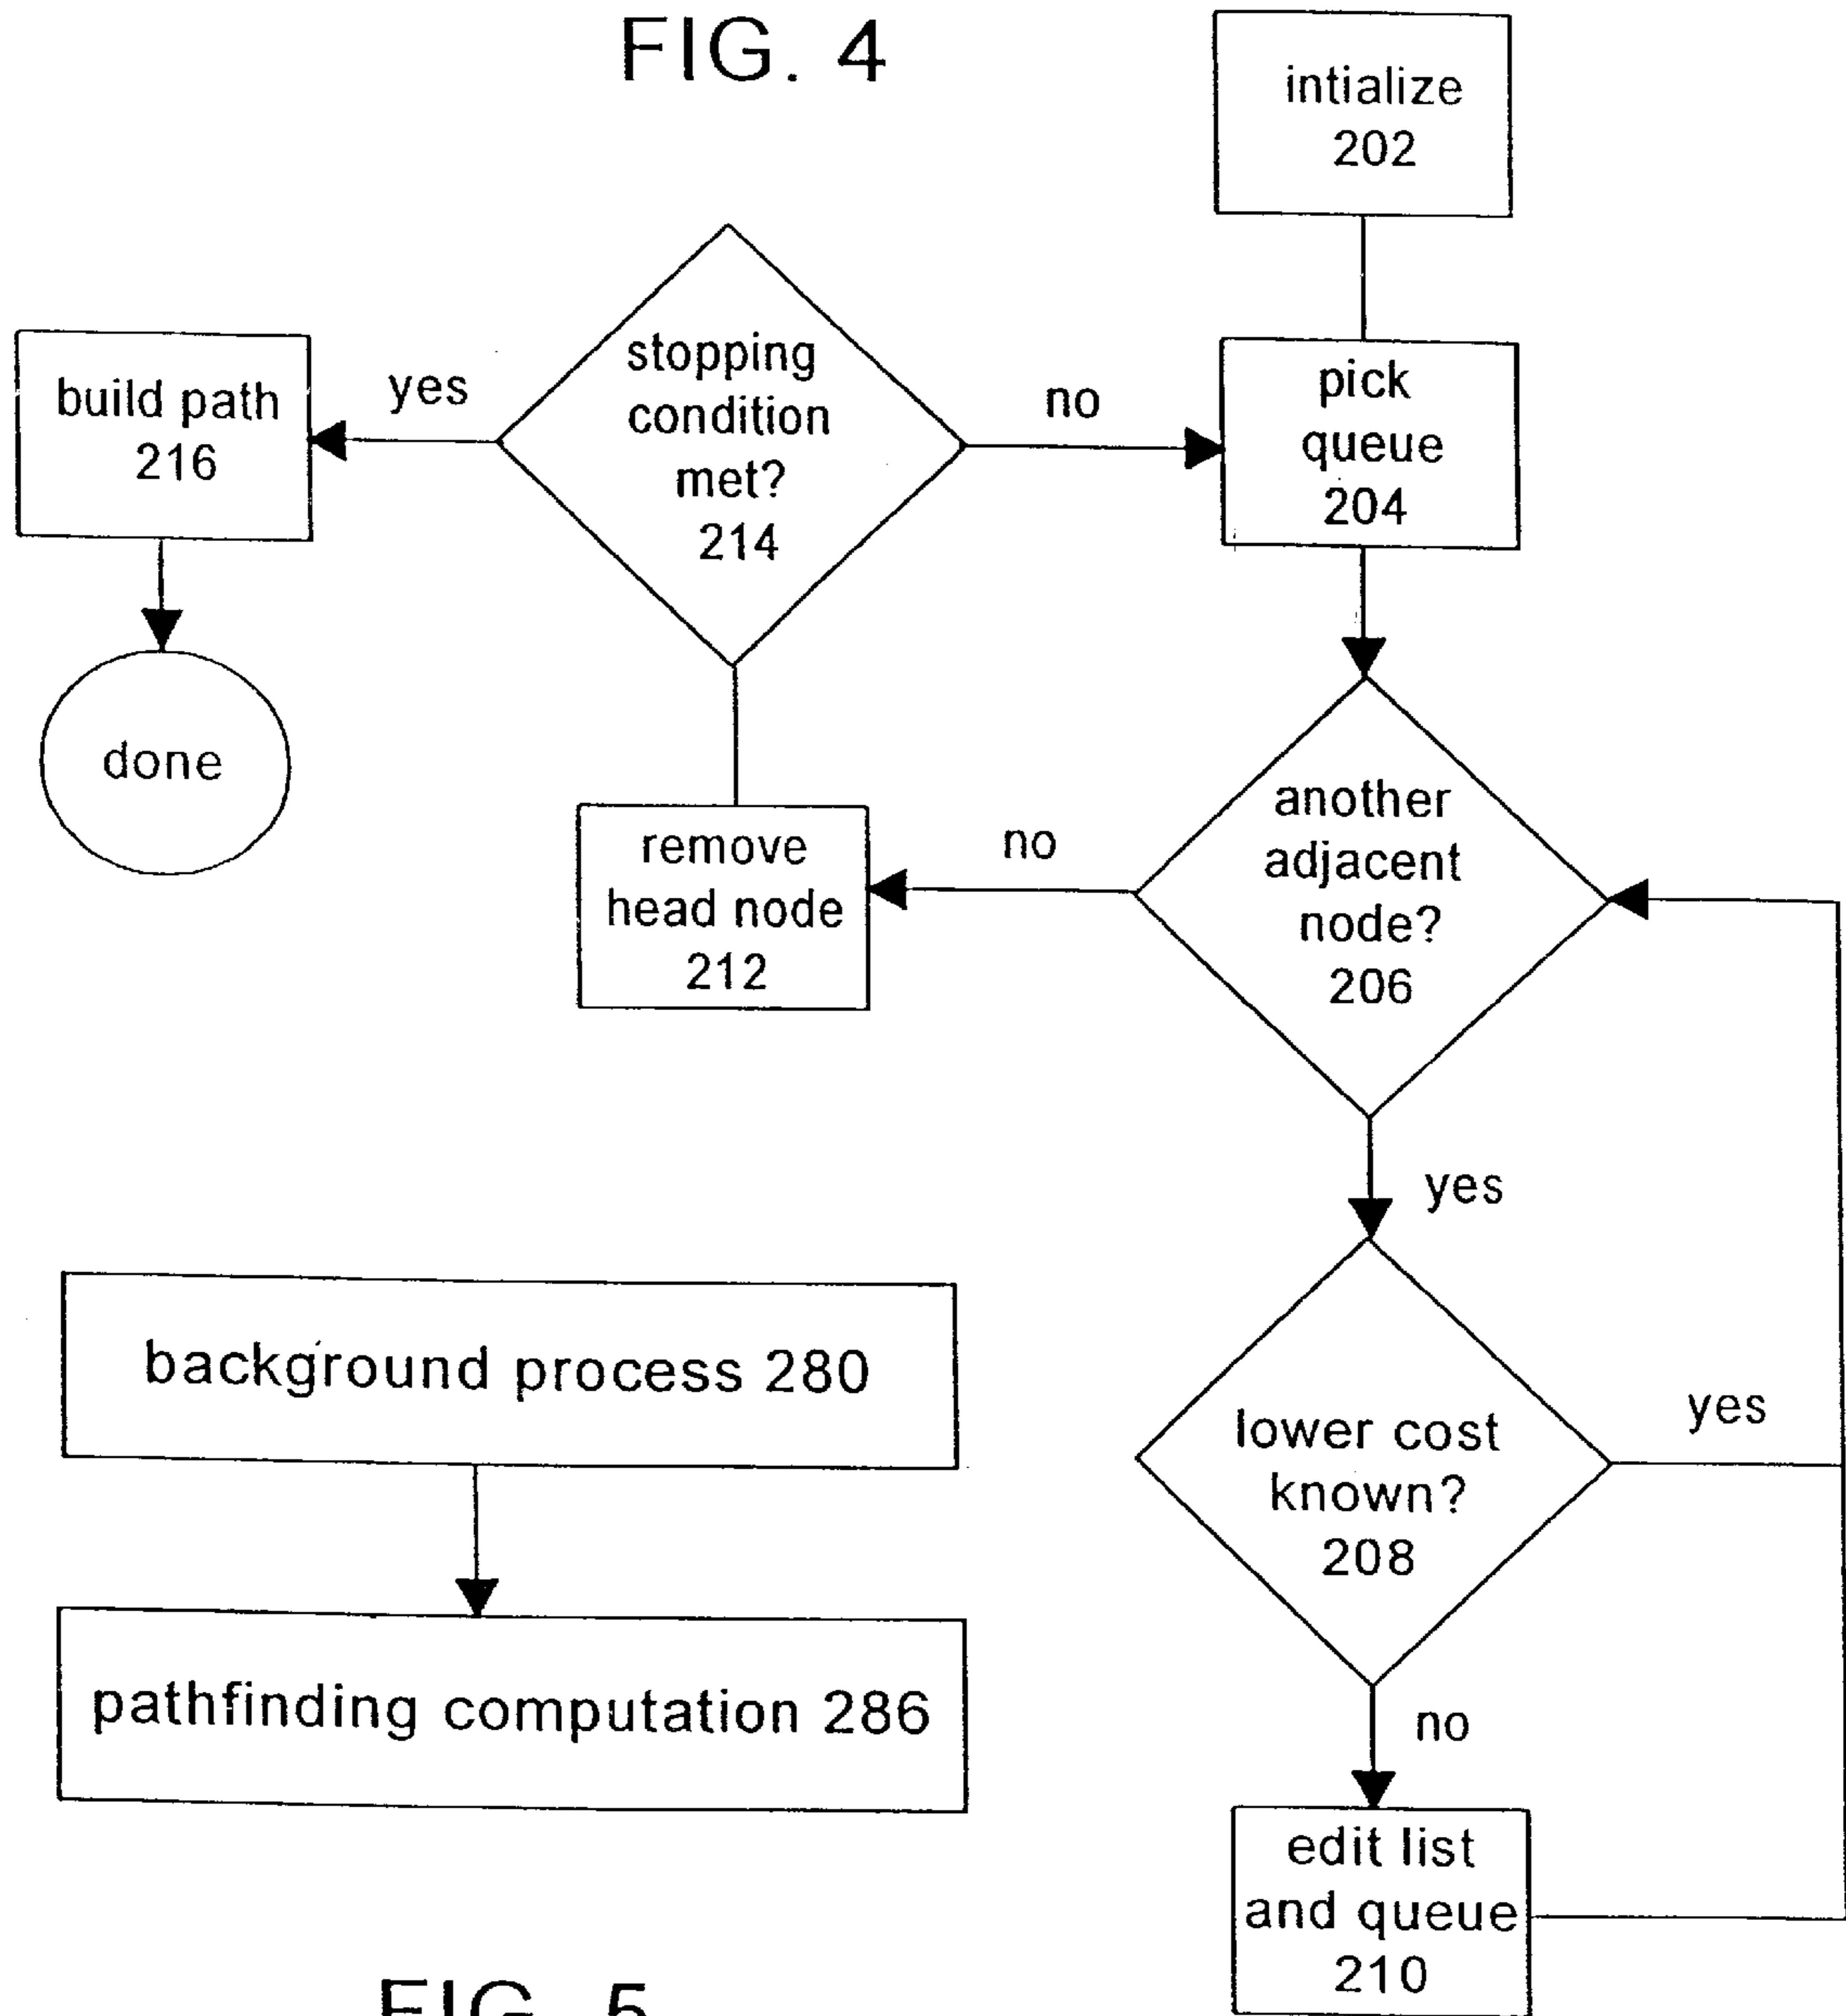 FIG. 4
intialize
202
pick
queue
204
stopping
condition
met?
214
yes
no
build path
216
done
another
adjacent
node?
206
no
remove
head node
212
yes
lower cost
known?
208
yes
no
edit list
and queue
210
background process 280
pathfinding computation 286
FIG. 5